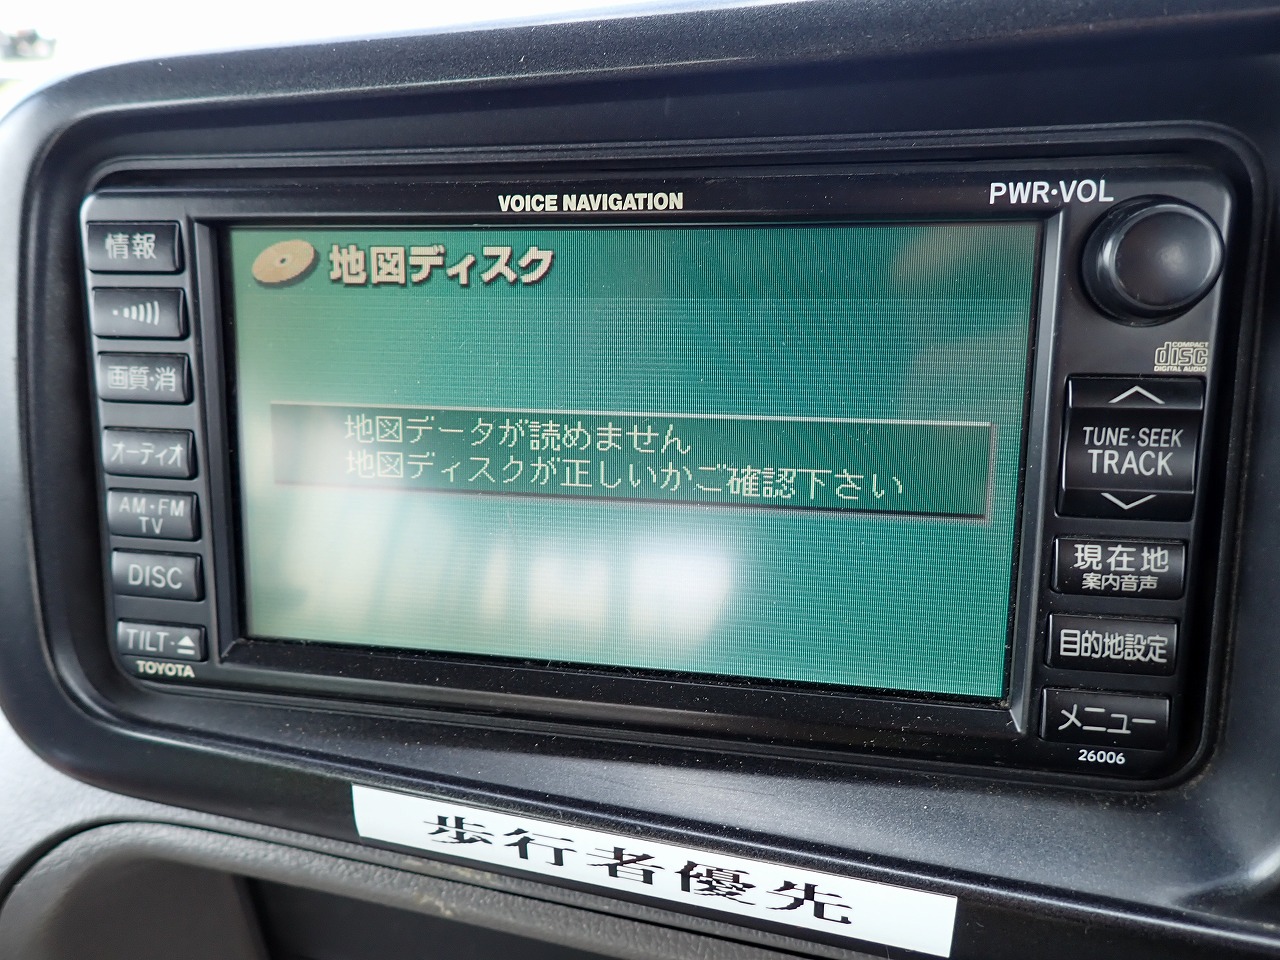 VOICE NAVIGATION
PWR·VOL
情報
画質·消
オーディオ
AM·FM
TV
DISC
TILT·
TOYOTA
地図ディスク
地図データが読めません
地図ディスクが正しいかご確認下さい
COMPACT
disc
DIGITAL AUDIO
TUNE·SEEK
TRACK
現在地
案内音声
目的地設定
メニュー
26006
歩行者優先